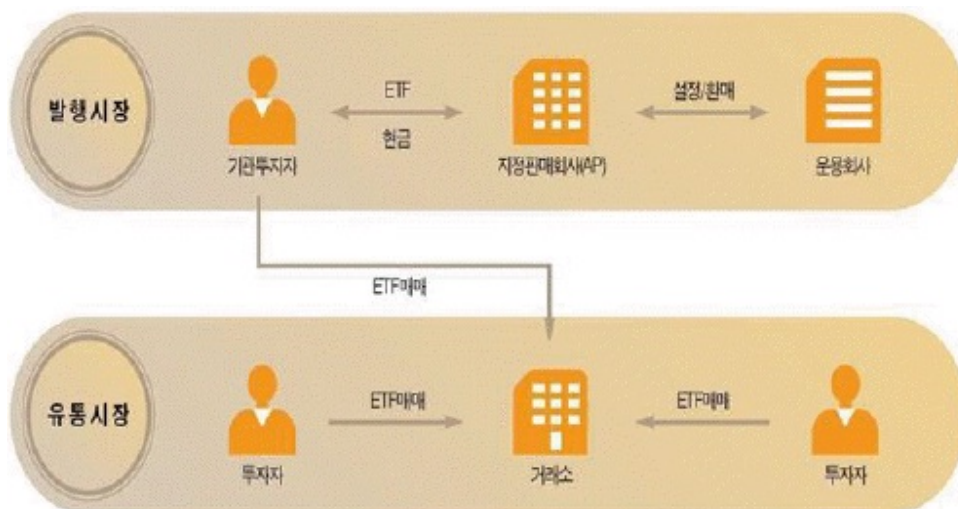 발행시장
ETF
현금
설정/환매
기관투자자
지정판매회사(AP)
운용회사
ETF매매
유통시장
ETF매매
ETF매매
투자자
거래소
투자자